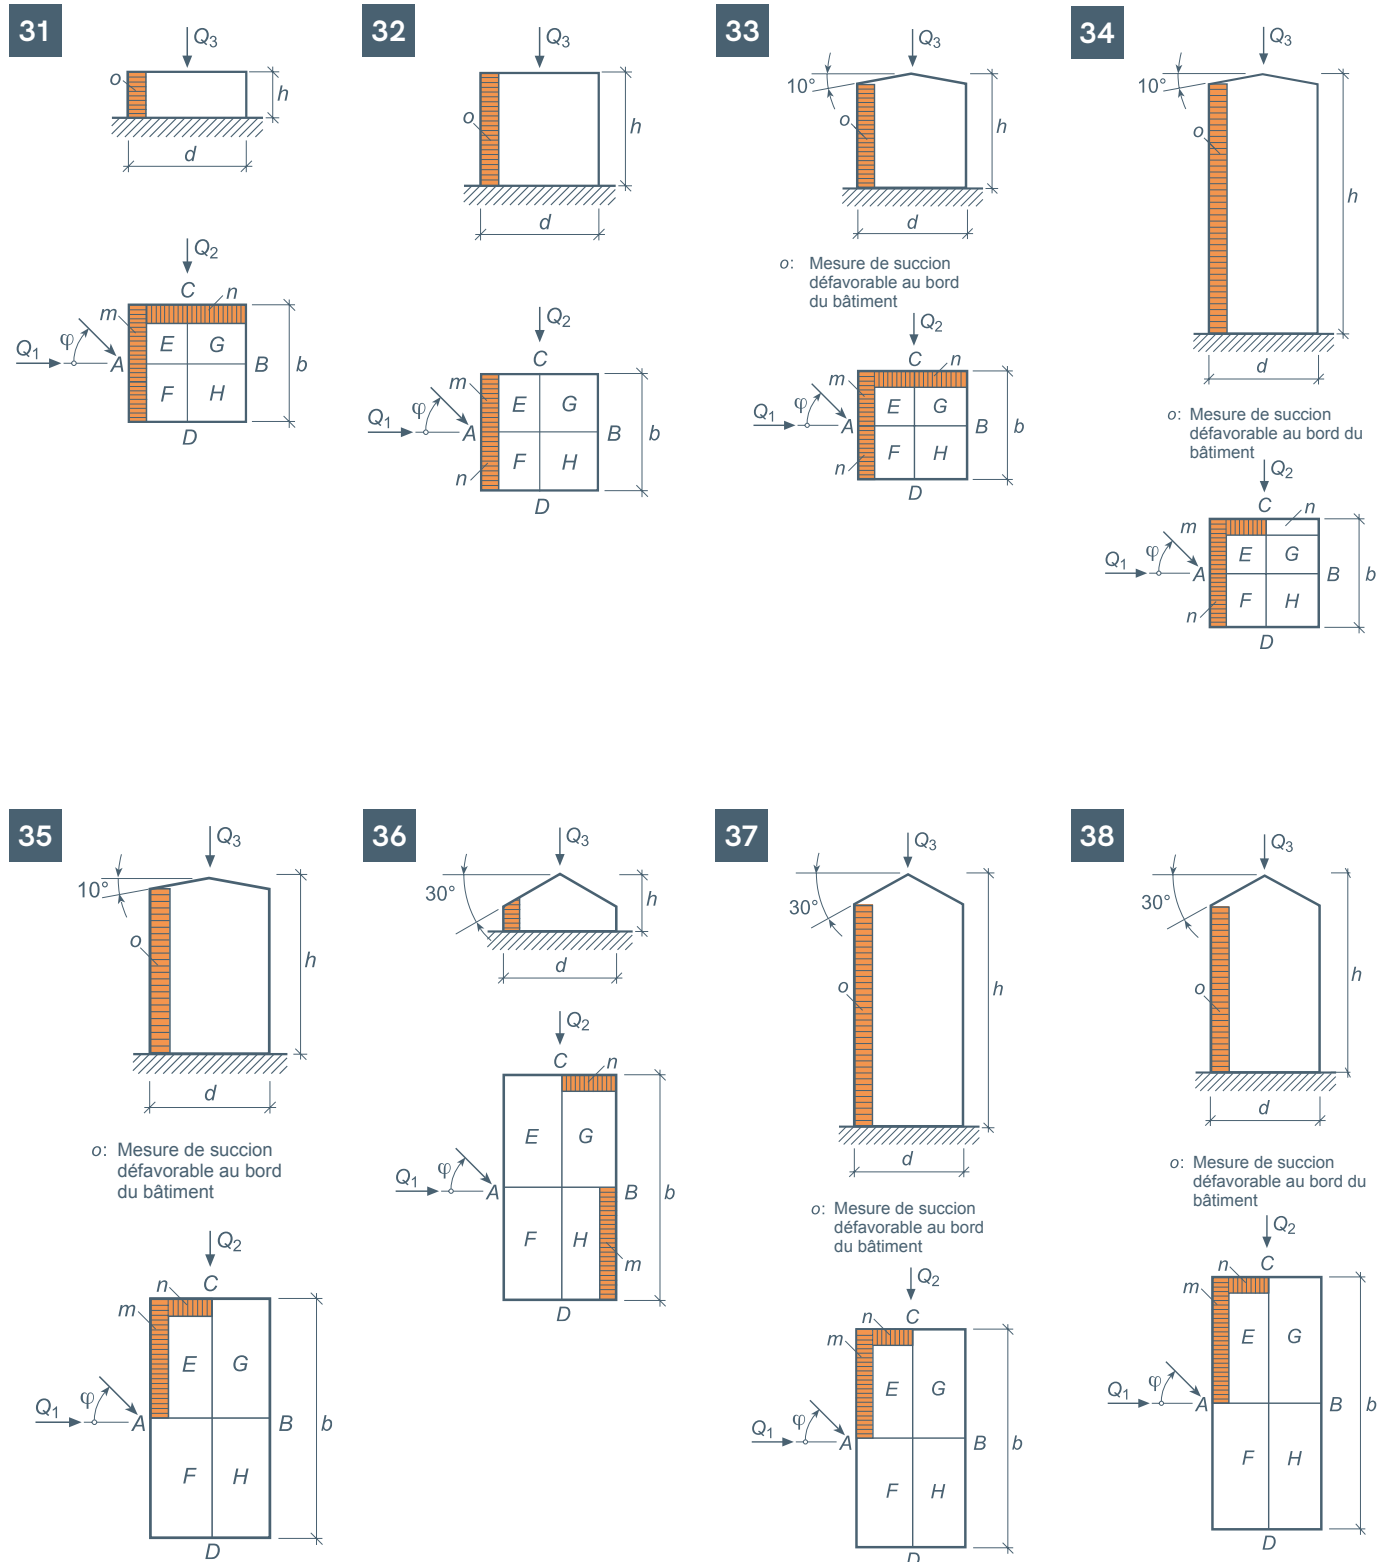 31
Q3
o
h
d
Q2
C
n
m
φ
E
G
Q1
A
B
b
F
H
D
32
Q3
o
h
d
Q2
C
m
φ
E
G
Q1
A
B
b
F
H
n
D
33
Q3
10°
o
h
d
o: Mesure de succion
défavorable au bord
du bâtiment
Q2
C
n
m
φ
E
G
Q1
A
B
b
F
H
n
D
34
Q3
10°
o
h
d
o: Mesure de succion
défavorable au bord du
bâtiment
Q2
C
n
m
φ
E
G
Q1
A
B
b
F
H
n
D
35
Q3
10°
o
h
d
o: Mesure de succion
défavorable au bord
du bâtiment
Q2
n
C
m
E
G
φ
Q1
A
B
b
F
H
D
36
Q3
30°
h
d
Q2
C
n
E
G
φ
Q1
A
B
b
F
H
m
D
37
Q3
30°
o
h
d
o: Mesure de succion
défavorable au bord
du bâtiment
Q2
n
C
m
E
G
φ
Q1
A
B
b
F
H
D
38
Q3
30°
o
h
d
o: Mesure de succion
défavorable au bord du
bâtiment
Q2
n
C
m
E
G
φ
Q1
A
B
b
F
H
D